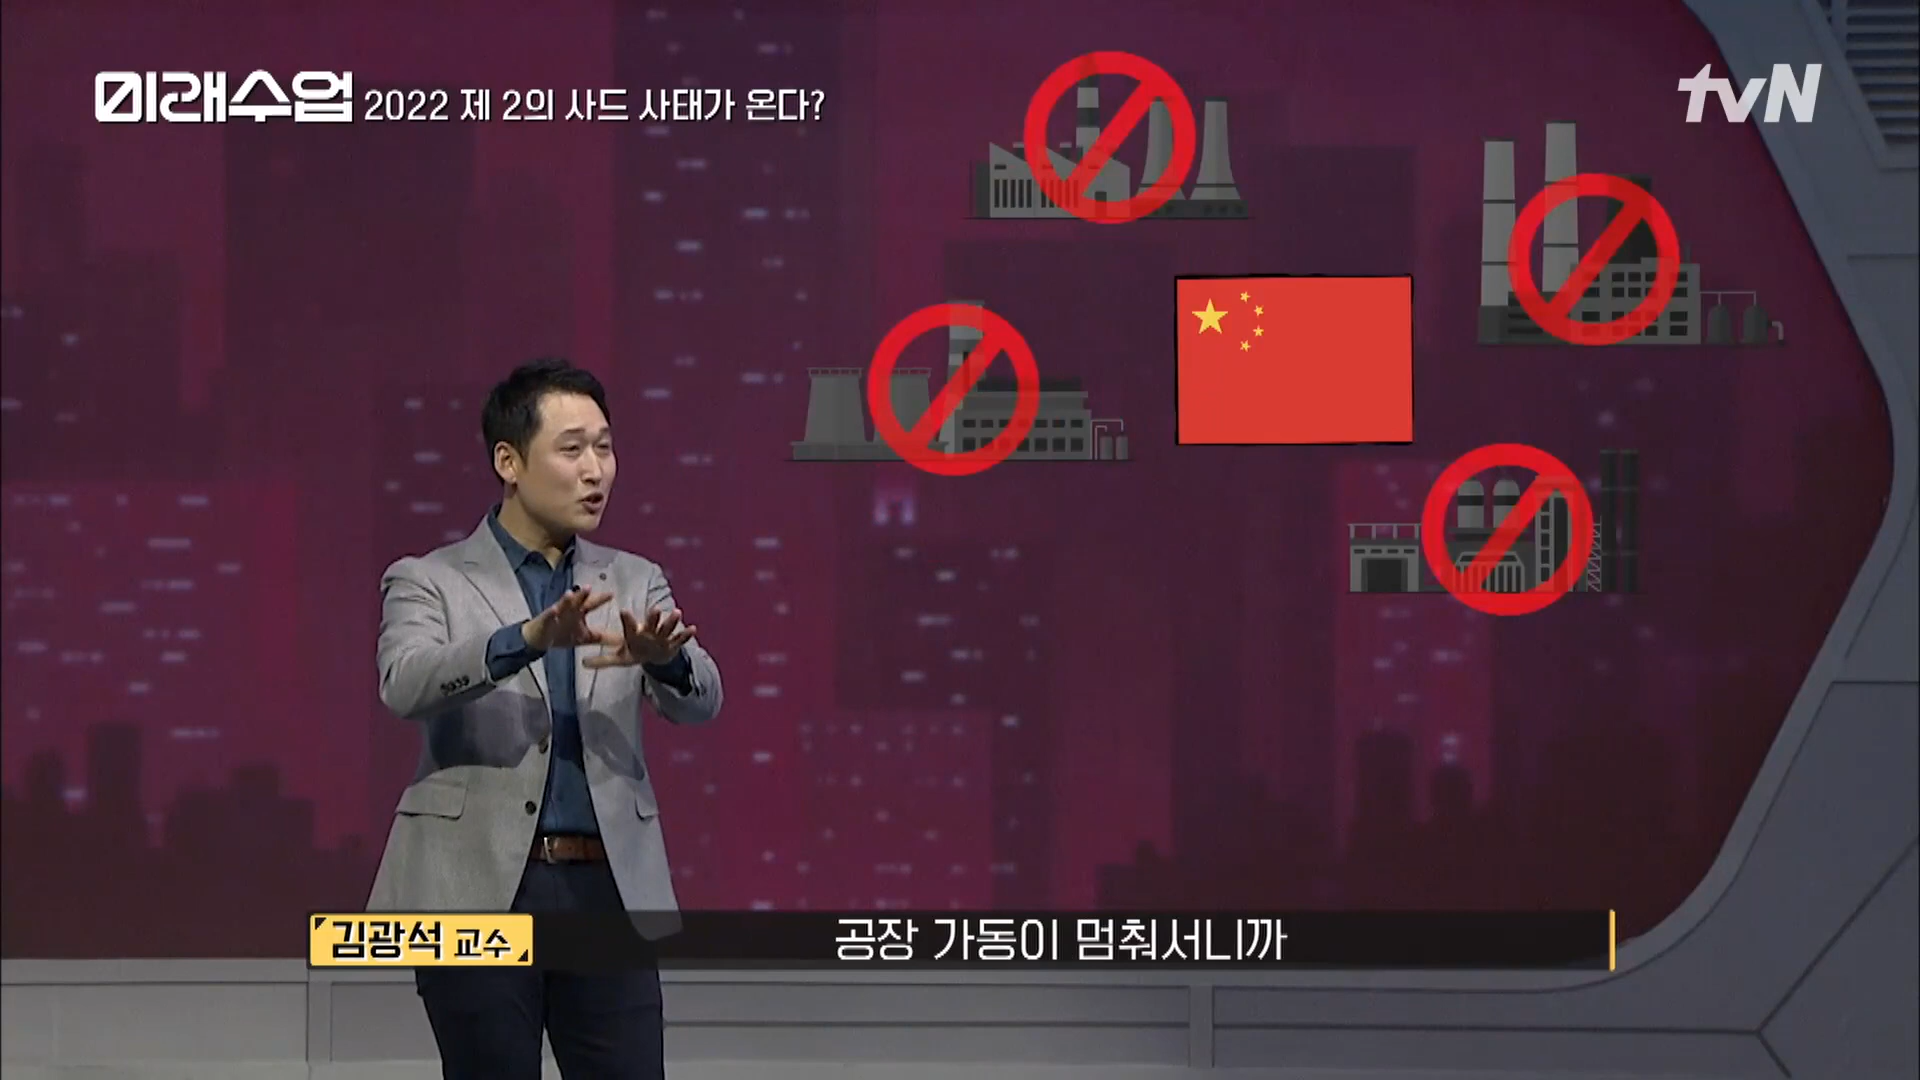 미래수업 2022 제 2의 사드 사태가 온다?
tvN
김광석 교수
공장 가동이 멈춰서니까